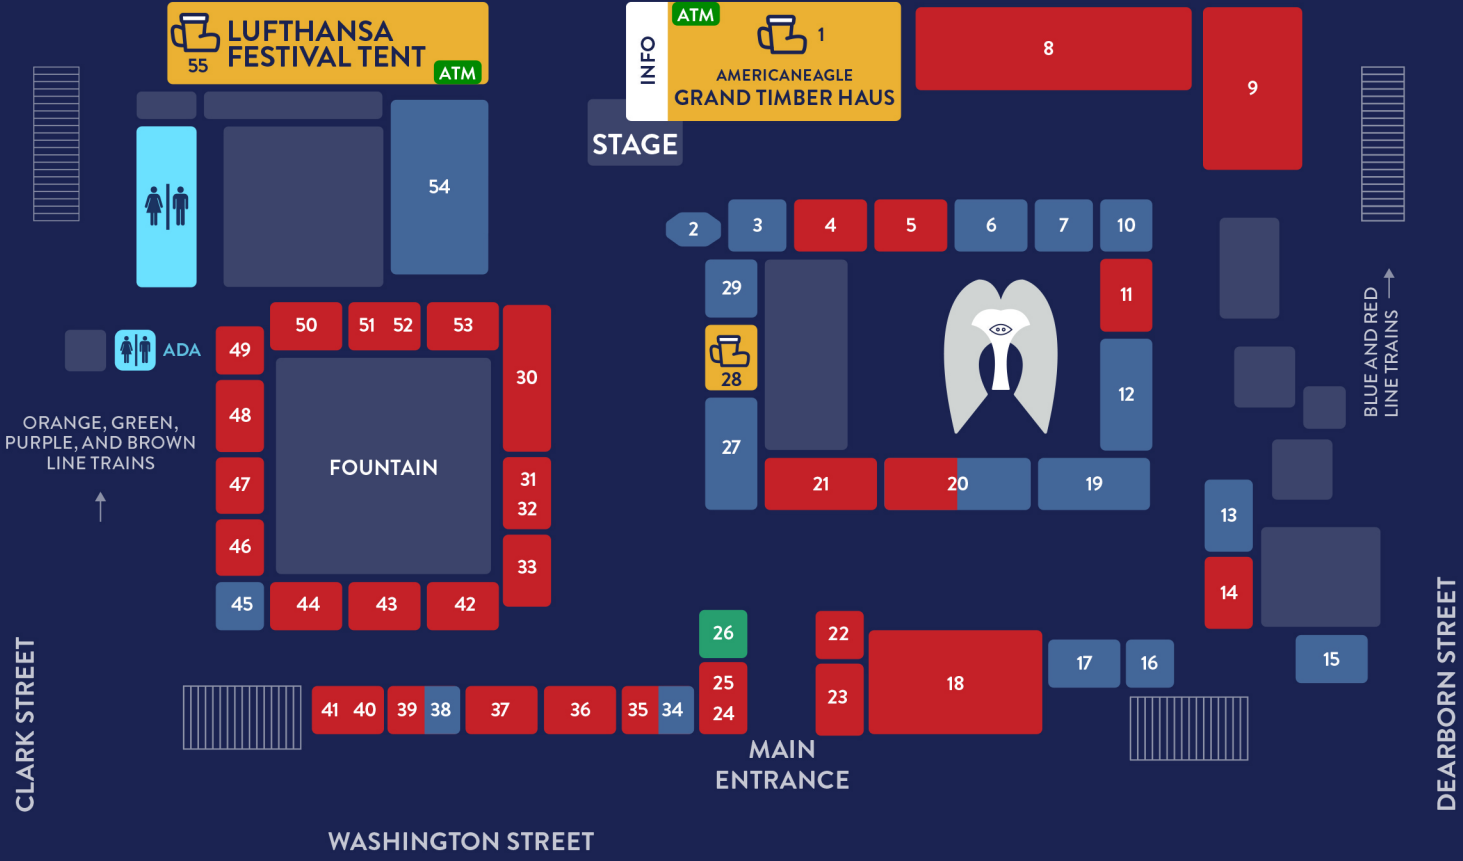 LUFTHANSA
FESTIVAL TENT
55
ATM
INFO
ATM
1
AMERICANEAGLE
GRAND TIMBER HAUS
8
9
STAGE
54
2
3
4
5
6
7
10
29
11
28
12
27
21
20
19
BLUE AND RED
LINE TRAINS
50
51 52
53
49
ADA
30
48
ORANGE, GREEN,
PURPLE, AND BROWN
LINE TRAINS
FOUNTAIN
47
31
32
46
33
45
44
43
42
13
14
15
26
22
25
24
23
18
17
16
41 40
39 38
37
36
35 34
MAIN
ENTRANCE
CLARK STREET
DEARBORN STREET
WASHINGTON STREET